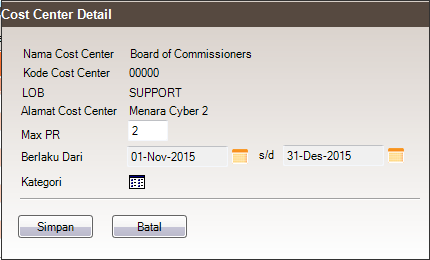 Cost Center Detail
Nama Cost Center Board of Commissioners
Kode Cost Center 00000
LOB SUPPORT
Alamat Cost Center Menara Cyber 2
Max PR 2
Berlaku Dari 01-Nov-2015 s/d 31-Des-2015
Kategori
Simpan Batal